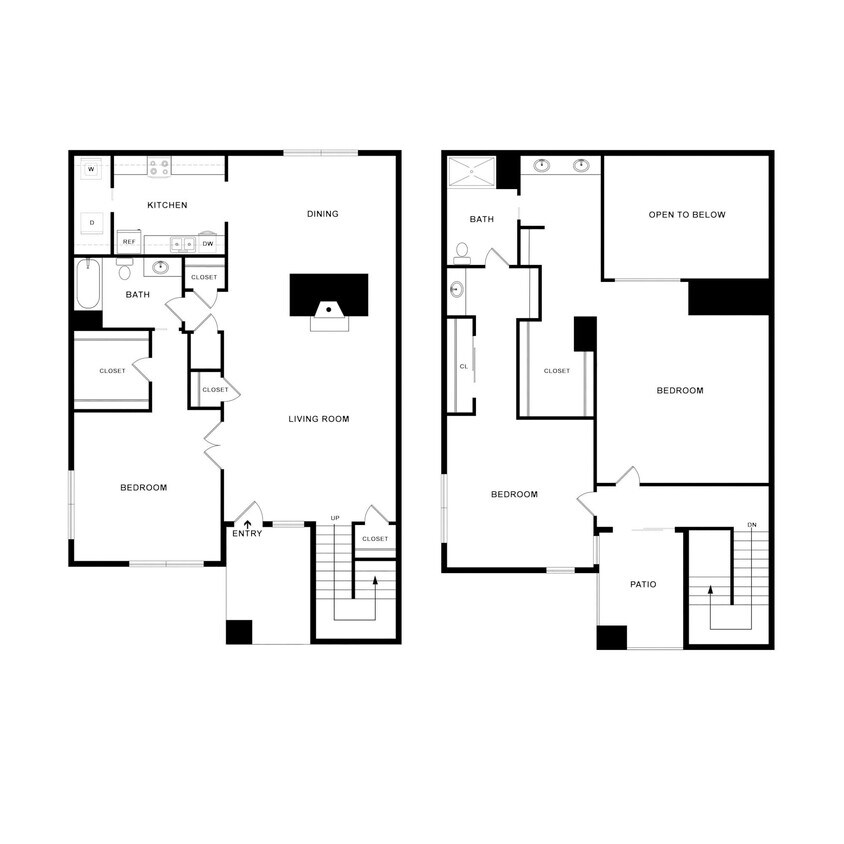 W
KITCHEN
DINING
D
REF
DW
CLOSET
BATH
CLOSET
CLOSET
LIVING ROOM
BEDROOM
UP
ENTRY
CLOSET
BATH
OPEN TO BELOW
CL
CLOSET
BEDROOM
BEDROOM
DN
PATIO